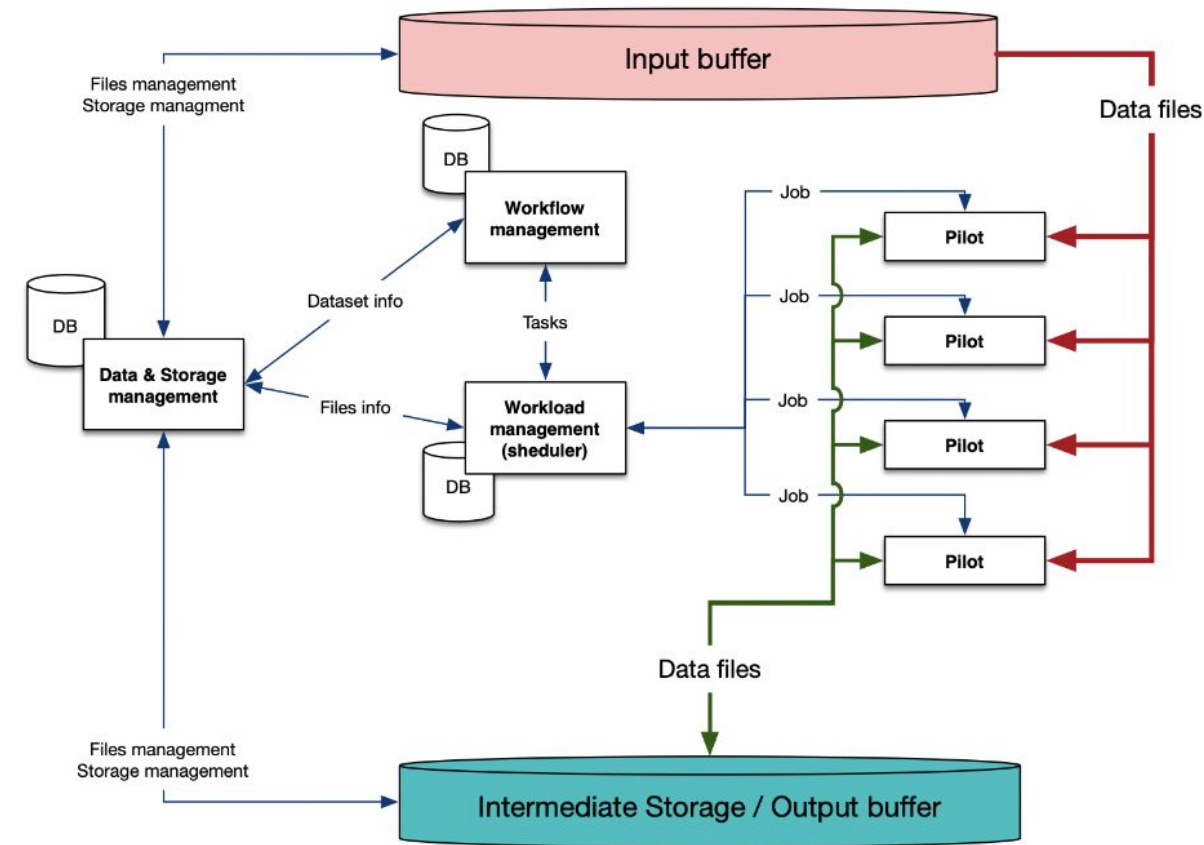 Input buffer
Files management
Storage managment
Data files
DB
Workflow
management
Job
Pilot
Dataset info
DB
Job
Tasks
Pilot
Data & Storage
management
Files info
Workload
management
(sheduler)
Job
Pilot
DB
Job
Pilot
Data files
Files management
Storage management
Intermediate Storage / Output buffer